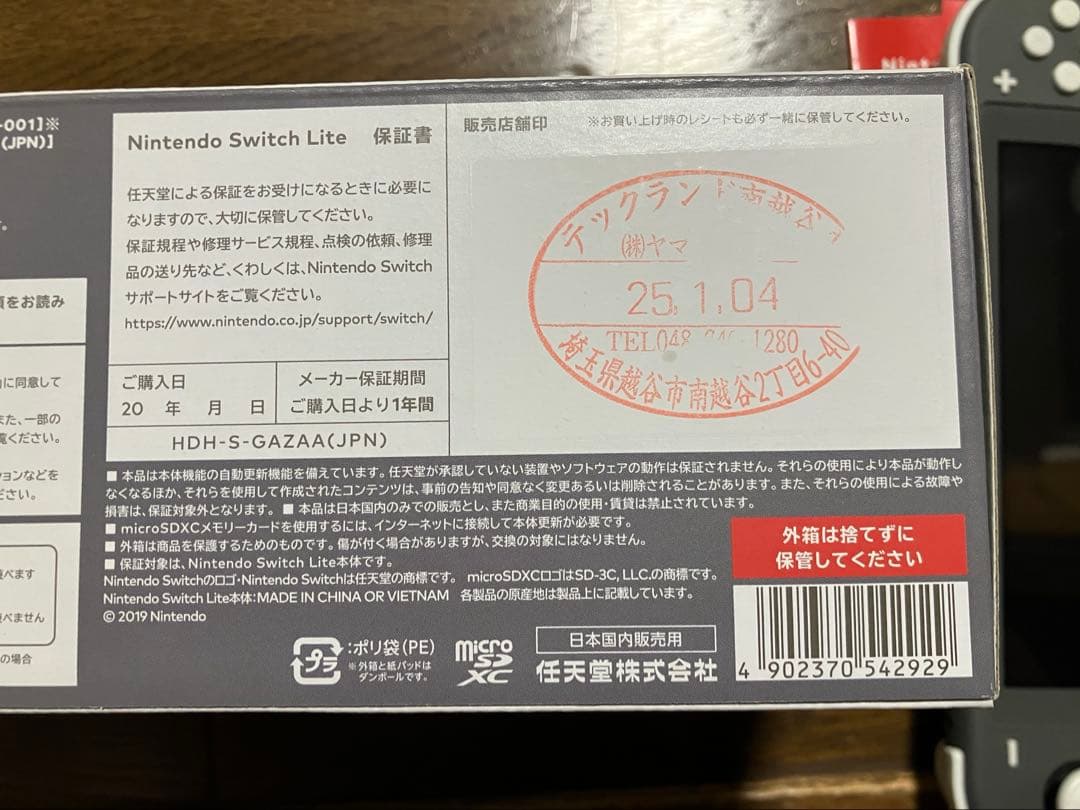 -001]※
(JPN)]
Nintendo Switch Lite 保証書
任天堂による保証をお受けになるときに必要に
なりますので、大切に保管してください。
保証規程や修理サービス規程、点検の依頼、修理
品の送り先など、くわしくは、Nintendo Switch
サポートサイトをご覧ください。
https://www.nintendo.co.jp/support/switch/
ご購入日
20 年 月 日
メーカー保証期間
ご購入日より1年間
HDH-S-GAZAA(JPN)
販売店舗印 ※お買い上げ時のレシートも必ず一緒に保管してください。
テックランド南越谷
(株)ヤマ
25.1.04
TEL048 1280
埼玉県越谷市南越谷2丁目6-40
をお読み
に同意して
また、一部の
覧ください。
ションなどを
ださい。
べます
べません
の場合
■ 本品は本体機能の自動更新機能を備えています。任天堂が承認していない装置やソフトウェアの動作は保証されません。それらの使用により本品が動作し
なくなるほか、それらを使用して作成されたコンテンツは、事前の告知や同意なく変更あるいは削除されることがあります。また、それらの使用による故障や
損害は、保証対象外となります。 ■ 本品は日本国内のみでの販売とし、また商業目的の使用・賃貸は禁止されています。
■ microSDXCメモリーカードを使用するには、インターネットに接続して本体更新が必要です。
■ 外箱は商品を保護するためのものです。傷が付く場合がありますが、交換の対象にはなりません。
■ 保証対象は、Nintendo Switch Lite本体です。
Nintendo Switchのロゴ・Nintendo Switchは任天堂の商標です。 microSDXCロゴはSD-3C, LLC.の商標です。
Nintendo Switch Lite本体:MADE IN CHINA OR VIETNAM 各製品の原産地は製品上に記載しています。
© 2019 Nintendo
外箱は捨てずに
保管してください
プラ
:ポリ袋(PE)
※外箱と紙パッドは
ダンボールです。
micro
SD
XC
日本国内販売用
任天堂株式会社
4 902370 542929
Nint